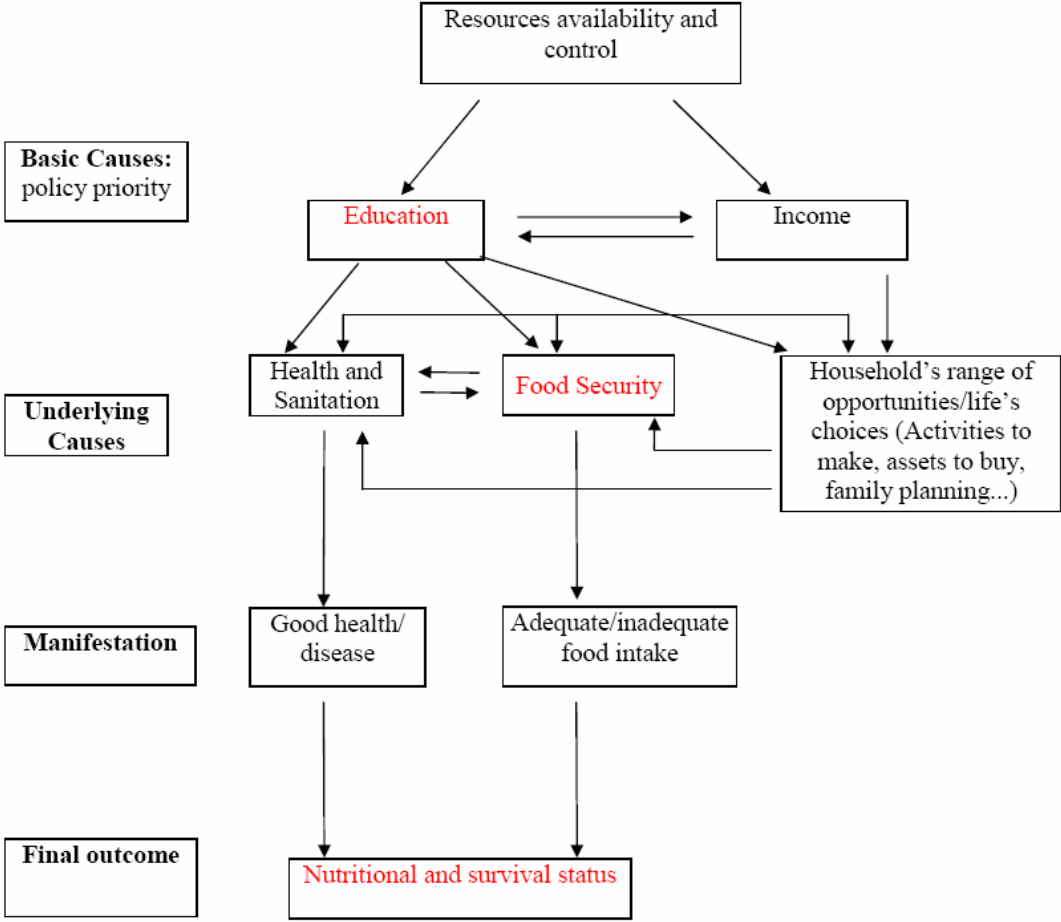 Resources availability and
control
Basic Causes:
policy priority
Education
Income
Health and
Sanitation
Food Security
Household's range of
opportunities/life's
choices (Activities to
make, assets to buy,
family planning...)
Underlying
Causes
Manifestation
Good health/
disease
Adequate/inadequate
food intake
Final outcome
Nutritional and survival status